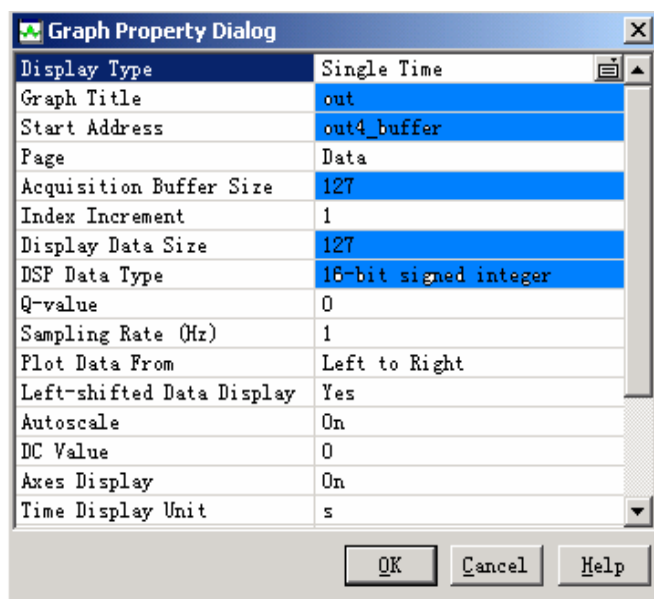 Graph Property Dialog
Display Type Single Time
Graph Title out
Start Address out4_buffer
Page Data
Acquisition Buffer Size 127
Index Increment 1
Display Data Size 127
DSP Data Type 16-bit signed integer
Q-value 0
Sampling Rate (Hz) 1
Plot Data From Left to Right
Left-shifted Data Display Yes
Autoscale On
DC Value 0
Axes Display On
Time Display Unit s
OK Cancel Help